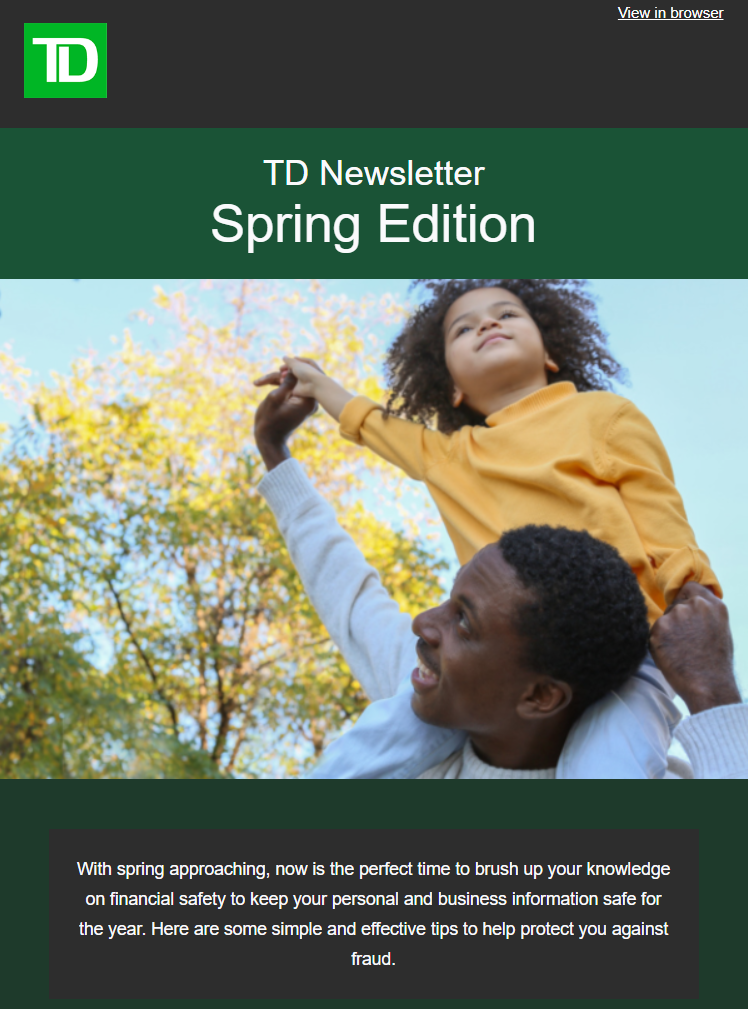 View in browser
TD
TD Newsletter
Spring Edition
With spring approaching, now is the perfect time to brush up your knowledge
on financial safety to keep your personal and business information safe for
the year. Here are some simple and effective tips to help protect you against
fraud.